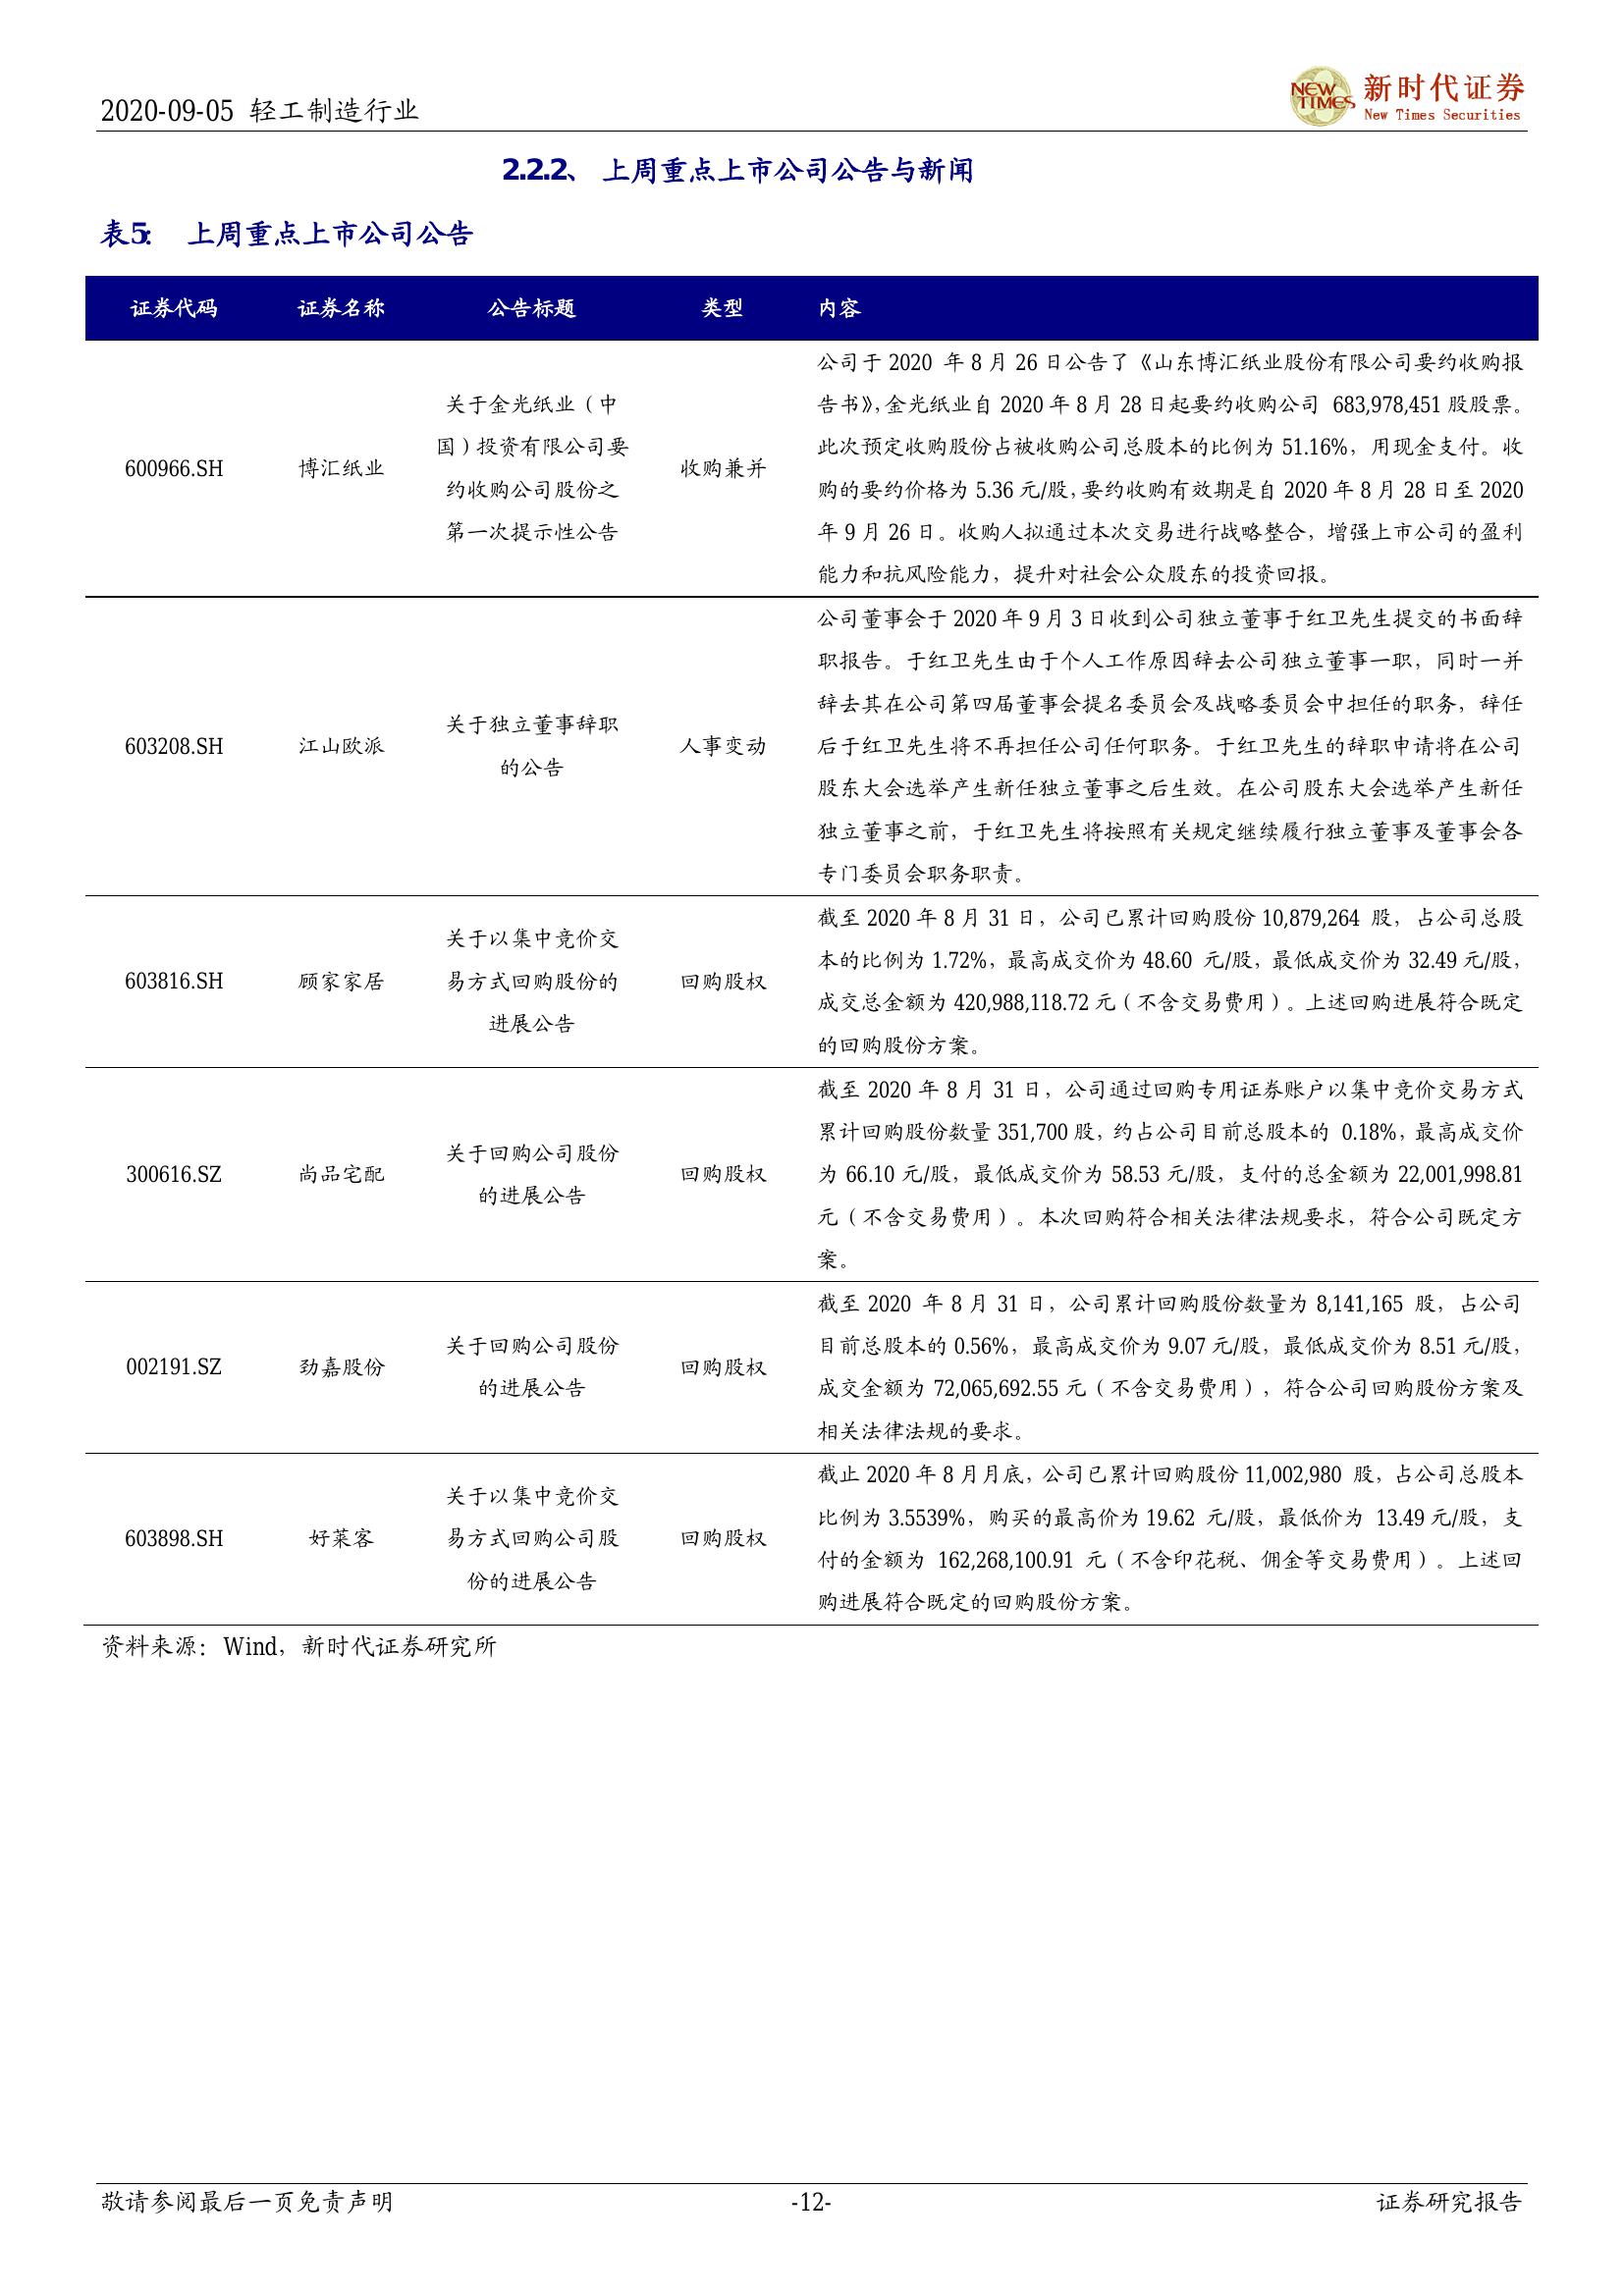 2020-09-05 轻工制造行业
NEW TIMES
新时代证券
New Times Securities
2.2.2、 上周重点上市公司公告与新闻
表5： 上周重点上市公司公告
证券代码 证券名称 公告标题 类型 内容
600966.SH
博汇纸业
关于金光纸业（中
国）投资有限公司要
约收购公司股份之
第一次提示性公告
收购兼并
公司于 2020 年 8 月 26 日公告了《山东博汇纸业股份有限公司要约收购报
告书》，金光纸业自 2020 年 8 月 28 日起要约收购公司 683,978,451 股股票。
此次预定收购股份占被收购公司总股本的比例为 51.16%，用现金支付。收
购的要约价格为 5.36 元/股，要约收购有效期是自 2020 年 8 月 28 日至 2020
年 9 月 26 日。收购人拟通过本次交易进行战略整合，增强上市公司的盈利
能力和抗风险能力，提升对社会公众股东的投资回报。
603208.SH
江山欧派
关于独立董事辞职
的公告
人事变动
公司董事会于 2020 年 9 月 3 日收到公司独立董事于红卫先生提交的书面辞
职报告。于红卫先生由于个人工作原因辞去公司独立董事一职，同时一并
辞去其在公司第四届董事会提名委员会及战略委员会中担任的职务，辞任
后于红卫先生将不再担任公司任何职务。于红卫先生的辞职申请将在公司
股东大会选举产生新任独立董事之后生效。在公司股东大会选举产生新任
独立董事之前，于红卫先生将按照有关规定继续履行独立董事及董事会各
专门委员会职务职责。
603816.SH
顾家家居
关于以集中竞价交
易方式回购股份的
进展公告
回购股权
截至 2020 年 8 月 31 日，公司已累计回购股份 10,879,264 股，占公司总股
本的比例为 1.72%，最高成交价为 48.60 元/股，最低成交价为 32.49 元/股，
成交总金额为 420,988,118.72 元（不含交易费用）。上述回购进展符合既定
的回购股份方案。
300616.SZ
尚品宅配
关于回购公司股份
的进展公告
回购股权
截至 2020 年 8 月 31 日，公司通过回购专用证券账户以集中竞价交易方式
累计回购股份数量 351,700 股，约占公司目前总股本的 0.18%，最高成交价
为 66.10 元/股，最低成交价为 58.53 元/股，支付的总金额为 22,001,998.81
元（不含交易费用）。本次回购符合相关法律法规要求，符合公司既定方
案。
002191.SZ
劲嘉股份
关于回购公司股份
的进展公告
回购股权
截至 2020 年 8 月 31 日，公司累计回购股份数量为 8,141,165 股，占公司
目前总股本的 0.56%，最高成交价为 9.07 元/股，最低成交价为 8.51 元/股，
成交金额为 72,065,692.55 元（不含交易费用），符合公司回购股份方案及
相关法律法规的要求。
603898.SH
好莱客
关于以集中竞价交
易方式回购公司股
份的进展公告
回购股权
截止 2020 年 8 月月底，公司已累计回购股份 11,002,980 股，占公司总股本
比例为 3.5539%，购买的最高价为 19.62 元/股，最低价为 13.49 元/股，支
付的金额为 162,268,100.91 元（不含印花税、佣金等交易费用）。上述回
购进展符合既定的回购股份方案。
资料来源：Wind，新时代证券研究所
敬请参阅最后一页免责声明 -12- 证券研究报告